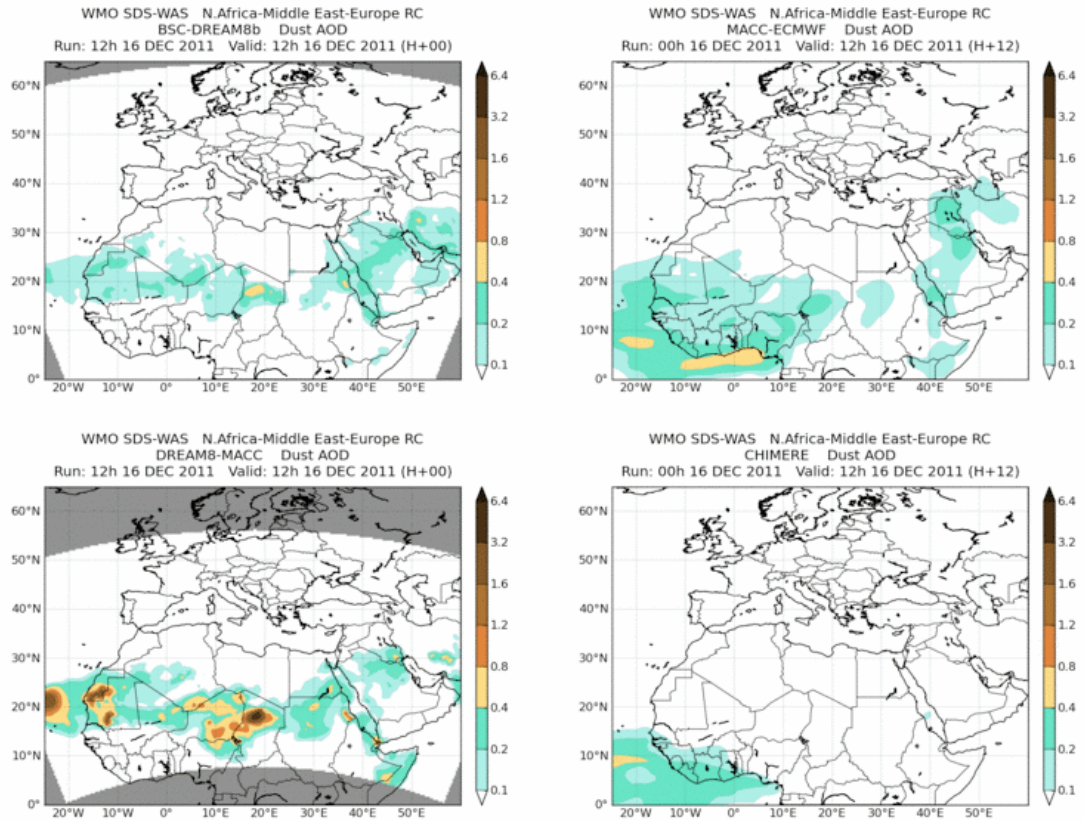 WMO SDS-WAS N.Africa-Middle East-Europe RC
BSC-DREAM8b Dust AOD
Run: 12h 16 DEC 2011 Valid: 12h 16 DEC 2011 (H+00)
60°N
50°N
40°N
30°N
20°N
10°N
0°
20°W 10°W 0° 10°E 20°E 30°E 40°E 50°E
6.4
3.2
1.6
1.2
0.8
0.4
0.2
0.1
WMO SDS-WAS N.Africa-Middle East-Europe RC
MACC-ECMWF Dust AOD
Run: 00h 16 DEC 2011 Valid: 12h 16 DEC 2011 (H+12)
60°N
50°N
40°N
30°N
20°N
10°N
0°
20°W 10°W 0° 10°E 20°E 30°E 40°E 50°E
6.4
3.2
1.6
1.2
0.8
0.4
0.2
0.1
WMO SDS-WAS N.Africa-Middle East-Europe RC
DREAM8-MACC Dust AOD
Run: 12h 16 DEC 2011 Valid: 12h 16 DEC 2011 (H+00)
60°N
50°N
40°N
30°N
20°N
10°N
0°
20°W 10°W 0° 10°E 20°E 30°E 40°E 50°E
6.4
3.2
1.6
1.2
0.8
0.4
0.2
0.1
WMO SDS-WAS N.Africa-Middle East-Europe RC
CHIMERE Dust AOD
Run: 00h 16 DEC 2011 Valid: 12h 16 DEC 2011 (H+12)
60°N
50°N
40°N
30°N
20°N
10°N
0°
20°W 10°W 0° 10°E 20°E 30°E 40°E 50°E
6.4
3.2
1.6
1.2
0.8
0.4
0.2
0.1